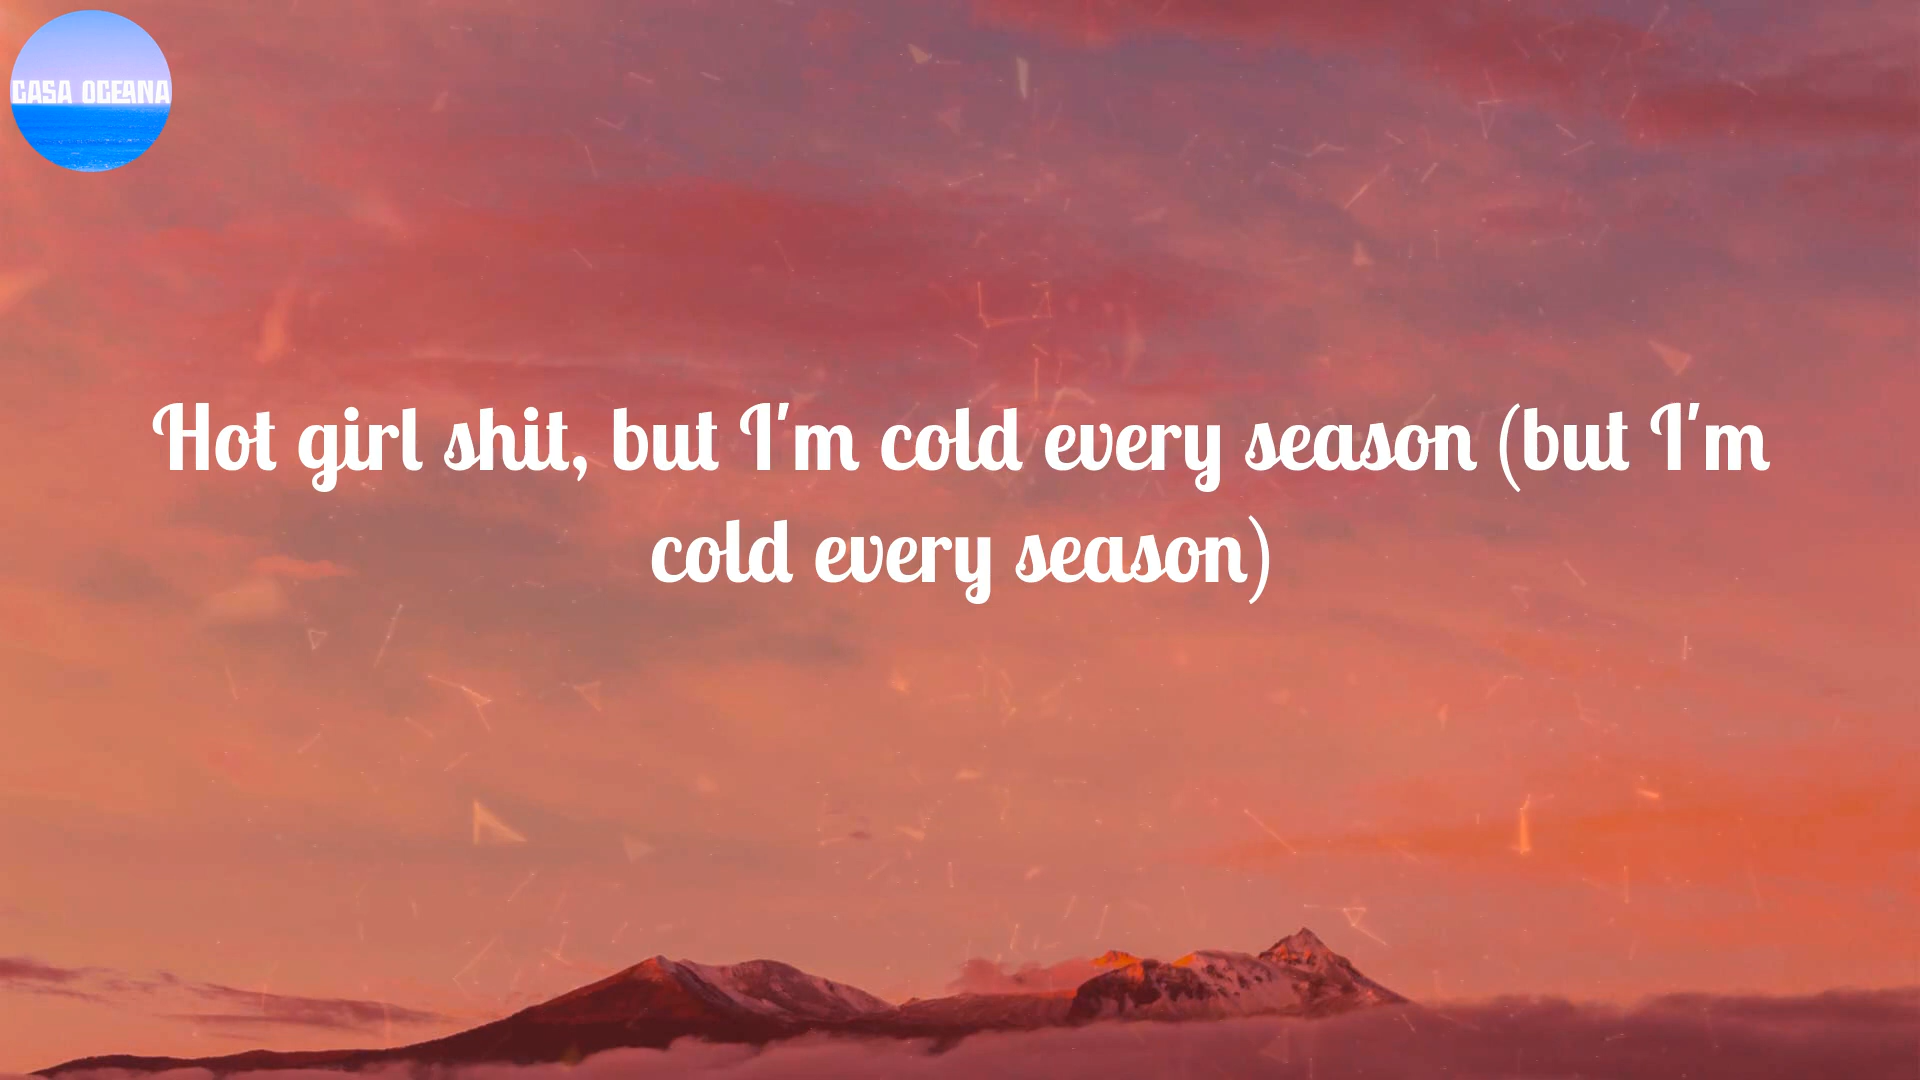 CASA OCEANA
Hot girl shit, but I'm cold every season (but I'm
cold every season)